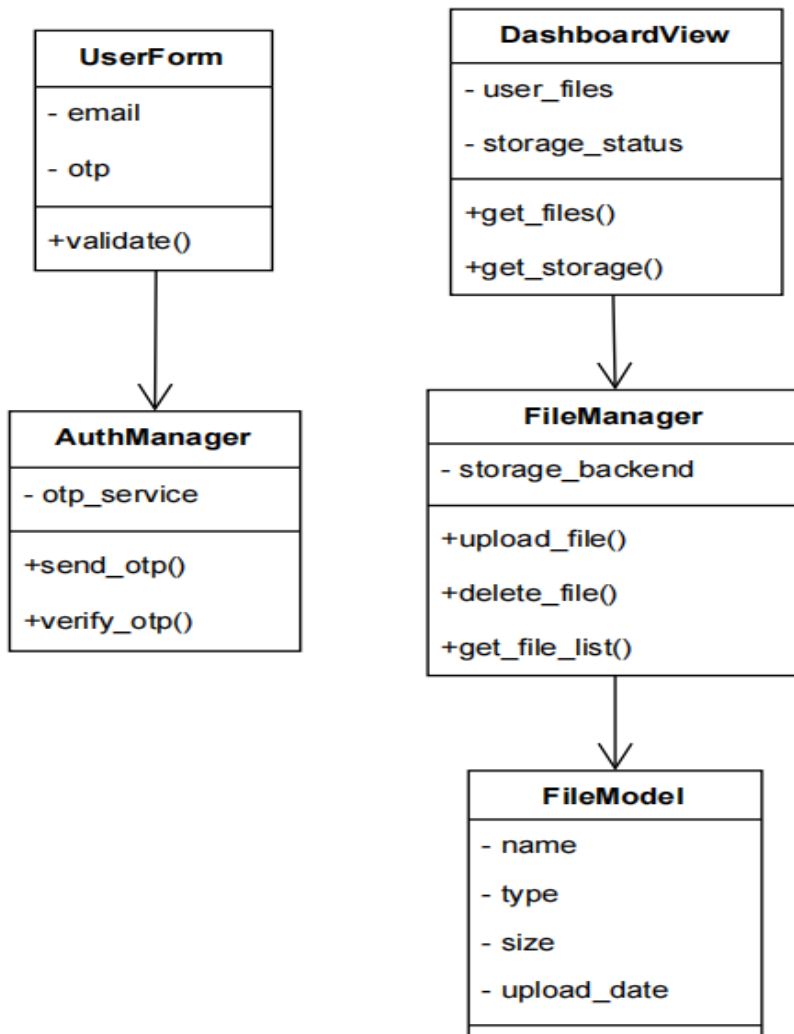 UserForm
- email
- otp
+validate()
AuthManager
- otp_service
+send_otp()
+verify_otp()
DashboardView
- user_files
- storage_status
+get_files()
+get_storage()
FileManager
- storage_backend
+upload_file()
+delete_file()
+get_file_list()
FileModel
- name
- type
- size
- upload_date